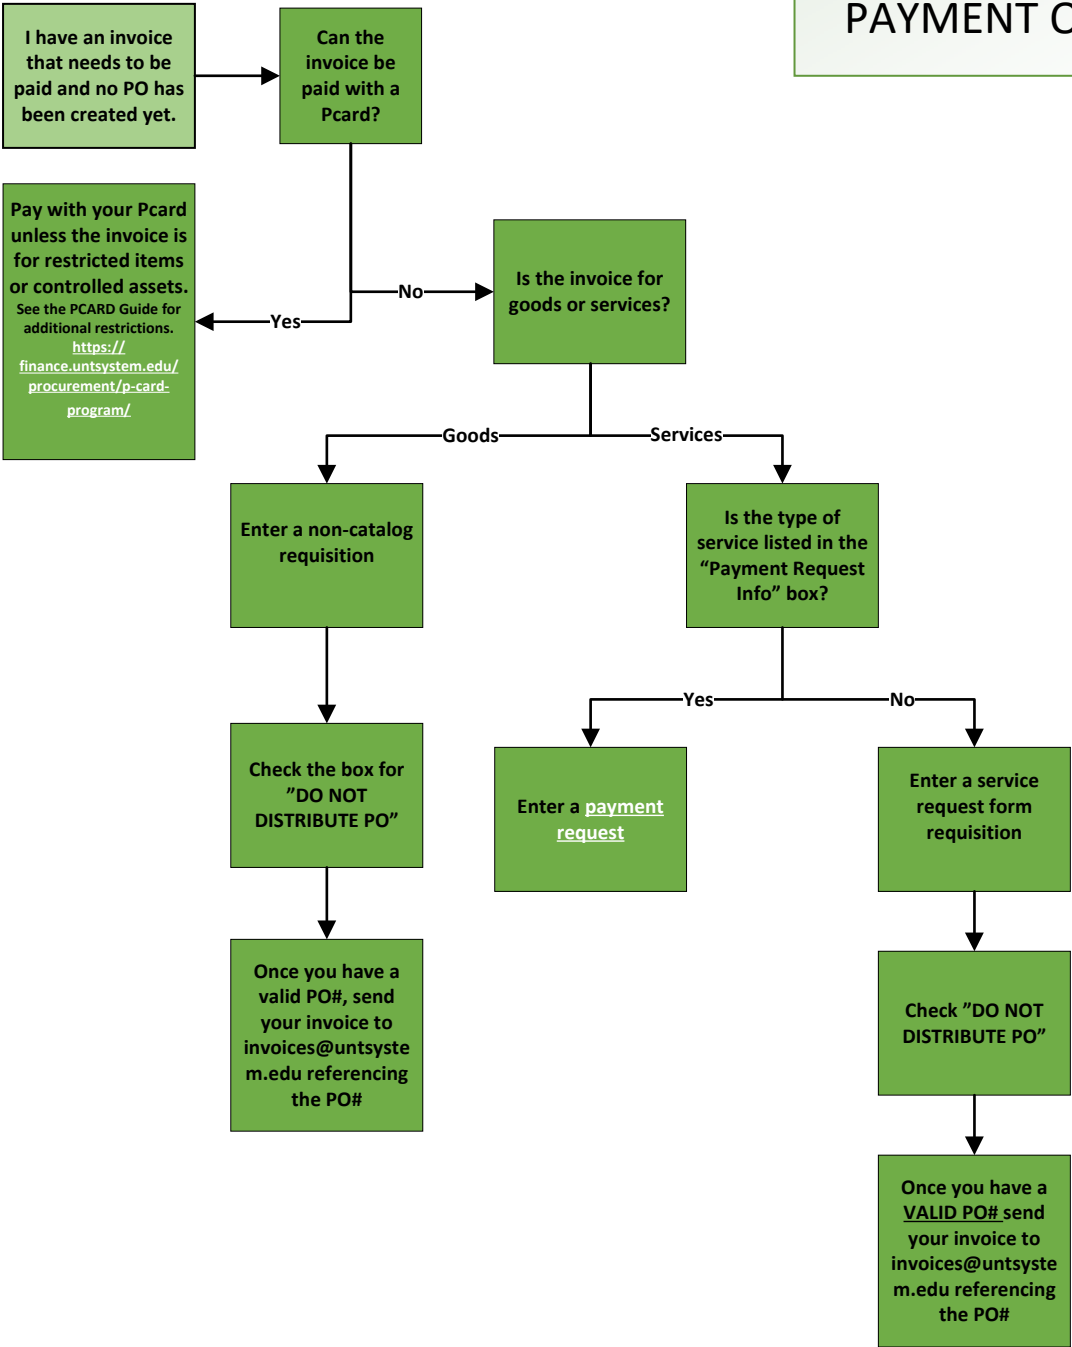 PAYMENT O
I have an invoice
that needs to be
paid and no PO has
been created yet.
Can the
invoice be
paid with a
Pcard?
Pay with your Pcard
unless the invoice is
for restricted items
or controlled assets.
See the PCARD Guide for
additional restrictions.
https://
finance.untsystem.edu/
procurement/p-card-
program/
Yes
No
Is the invoice for
goods or services?
Goods
Services
Enter a non-catalog
requisition
Is the type of
service listed in the
“Payment Request
Info” box?
Yes
No
Check the box for
”DO NOT
DISTRIBUTE PO”
Enter a payment
request
Enter a service
request form
requisition
Once you have a
valid PO#, send
your invoice to
invoices@untsyste
m.edu referencing
the PO#
Check ”DO NOT
DISTRIBUTE PO”
Once you have a
VALID PO# send
your invoice to
invoices@untsyste
m.edu referencing
the PO#